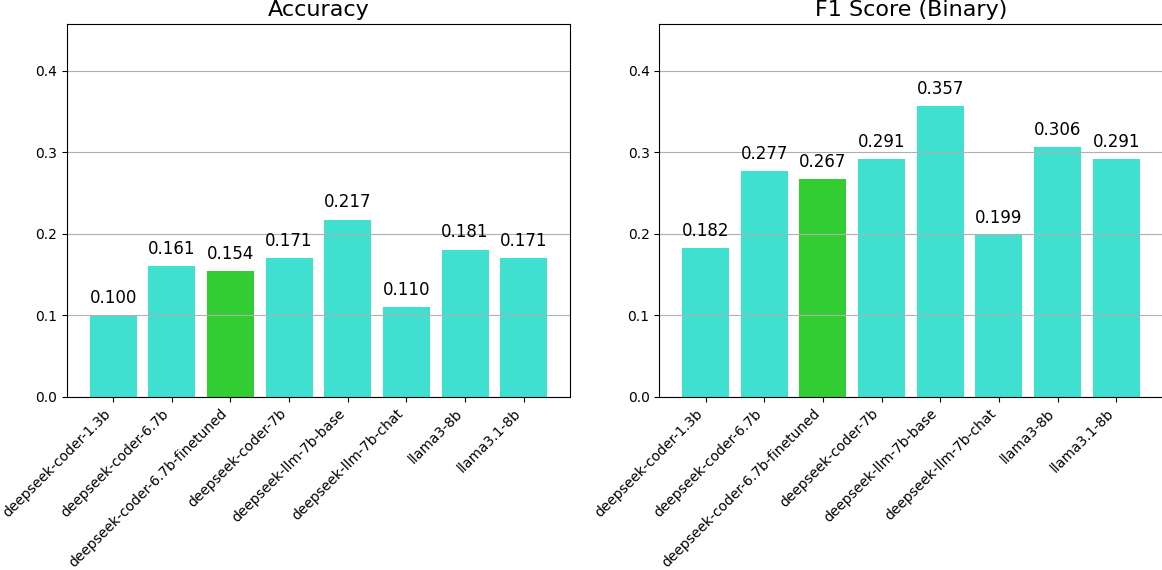 Accuracy
0.4
0.3
0.2
0.1
0.0
0.100
0.161
0.154
0.171
0.217
0.110
0.181
0.171
deepseek-coder-1.3b
deepseek-coder-6.7b
deepseek-coder-6.7b-finetuned
deepseek-coder-7b
deepseek-llm-7b-base
deepseek-llm-7b-chat
llama3-8b
llama3.1-8b
F1 Score (Binary)
0.4
0.3
0.2
0.1
0.0
0.182
0.277
0.267
0.291
0.357
0.199
0.306
0.291
deepseek-coder-1.3b
deepseek-coder-6.7b
deepseek-coder-6.7b-finetuned
deepseek-coder-7b
deepseek-llm-7b-base
deepseek-llm-7b-chat
llama3-8b
llama3.1-8b